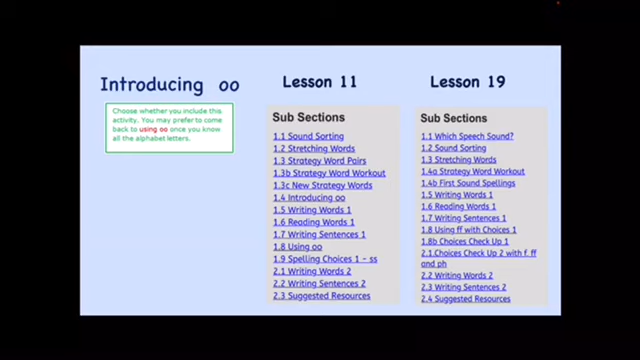 Introducing oo
Choose whether you include this
activity. You may prefer to come
back to using oo once you know
all the alphabet letters.
Lesson 11
Sub Sections
1.1 Sound Sorting
1.2 Stretching Words
1.3 Strategy Word Pairs
1.3b Strategy Word Workout
1.3c New Strategy Words
1.4 Introducing oo
1.5 Writing Words 1
1.6 Reading Words 1
1.7 Writing Sentences 1
1.8 Using oo
1.9 Spelling Choices 1 - ss
2.1 Writing Words 2
2.2 Writing Sentences 2
2.3 Suggested Resources
Lesson 19
Sub Sections
1.1 Which Speech Sound?
1.2 Sound Sorting
1.3 Stretching Words
1.4a Strategy Word Workout
1.4b First Sound Spellings
1.5 Writing Words 1
1.6 Reading Words 1
1.7 Writing Sentences 1
1.8 Using ff with Choices 1
1.8b Choices Check Up 1
2.1.Choices Check Up 2 with f, ff
and ph
2.2 Writing Words 2
2.3 Writing Sentences 2
2.4 Suggested Resources